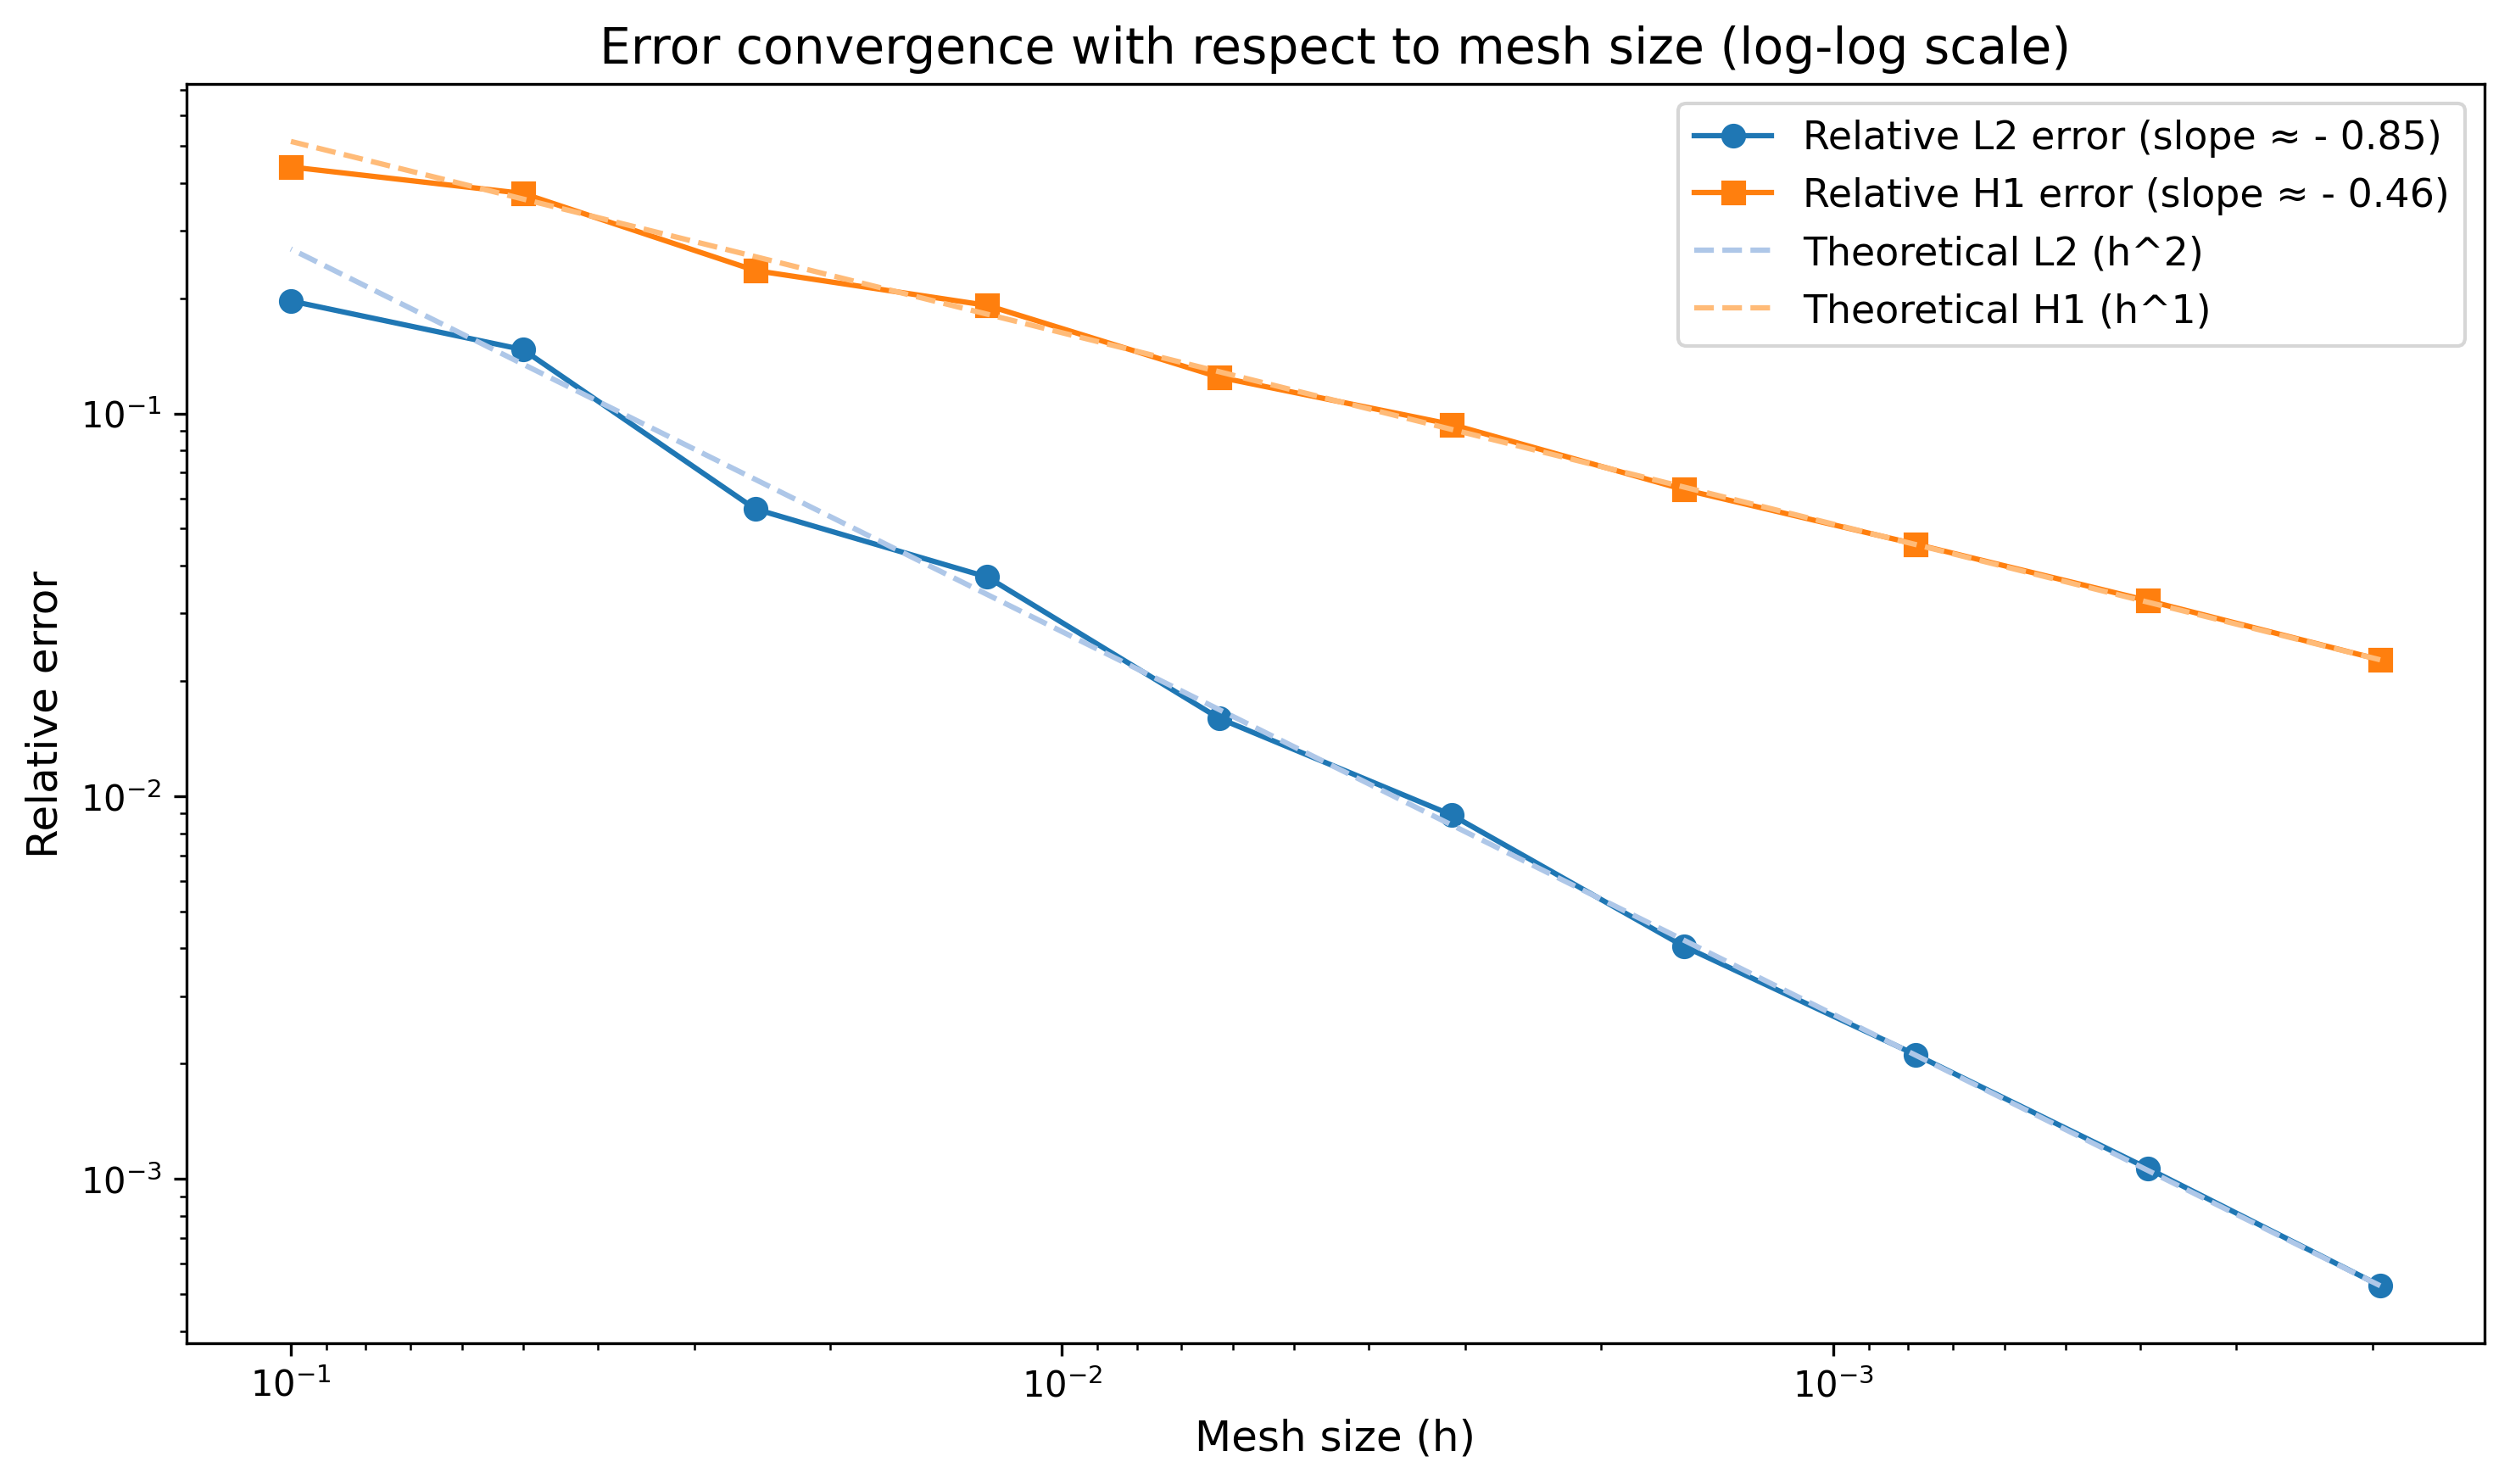 Error convergence with respect to mesh size (log-log scale)
Relative L2 error (slope ≈ - 0.85)
Relative H1 error (slope ≈ - 0.46)
Theoretical L2 (h^2)
Theoretical H1 (h^1)
Relative error
10⁻¹
10⁻²
10⁻³
10⁻¹ 10⁻² 10⁻³
Mesh size (h)